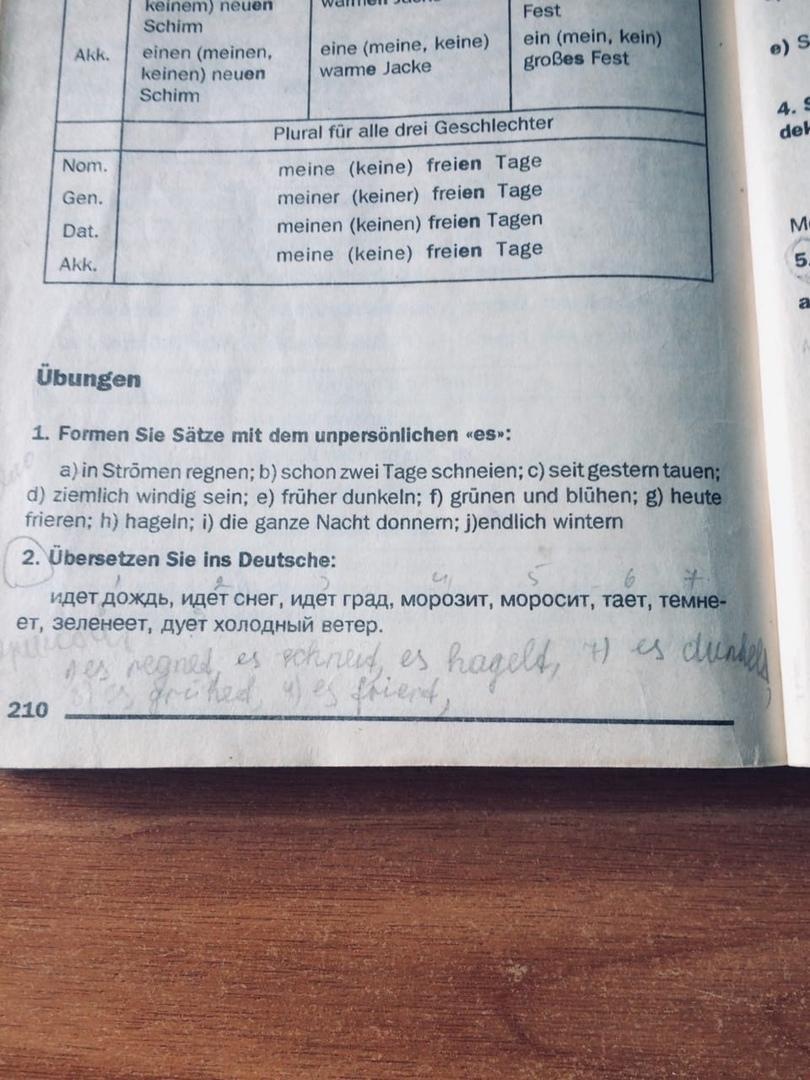 keinem) neuen
Schirm
Fest
Akk.
einen (meinen,
keinen) neuen
Schirm
eine (meine, keine)
warme Jacke
ein (mein, kein)
großes Fest
Plural für alle drei Geschlechter
Nom. meine (keine) freien Tage
Gen. meiner (keiner) freien Tage
Dat. meinen (keinen) freien Tagen
Akk. meine (keine) freien Tage
Übungen
1. Formen Sie Sätze mit dem unpersönlichen «es»:
a) in Strömen regnen; b) schon zwei Tage schneien; c) seit gestern tauen;
d) ziemlich windig sein; e) früher dunkeln; f) grünen und blühen; g) heute
frieren; h) hageln; i) die ganze Nacht donnern; j)endlich wintern
2. Übersetzen Sie ins Deutsche:
1 2 3 4 5 6 7
идет дождь, идет снег, идет град, морозит, моросит, тает, темне-
ет, зеленеет, дует холодный ветер.
es regnet, es schneit, es hagelt, 7) es dunkelt,
es 4) es friert,
210
e) S
4. S
5.
a